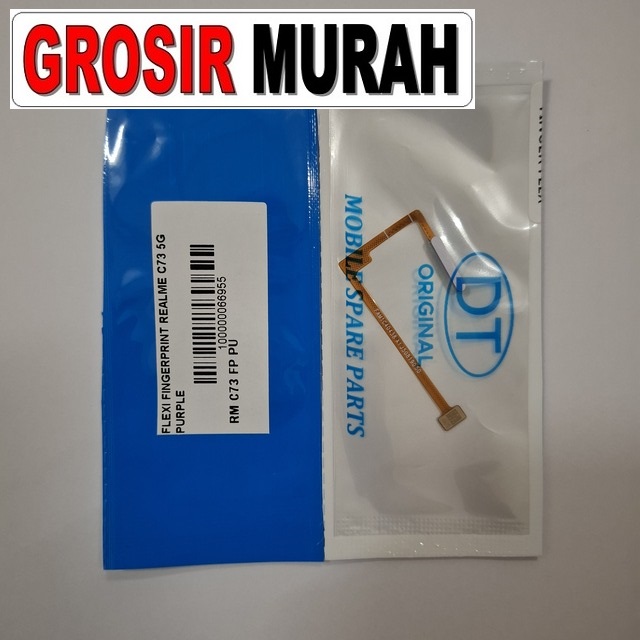 GROSIR MURAH
FLEXI FINGERPRINT REALME C73 5G
PURPLE
100000066955
RM C73 FP PU
MOBILE SPARE PARTS
ORIGINAL
DT